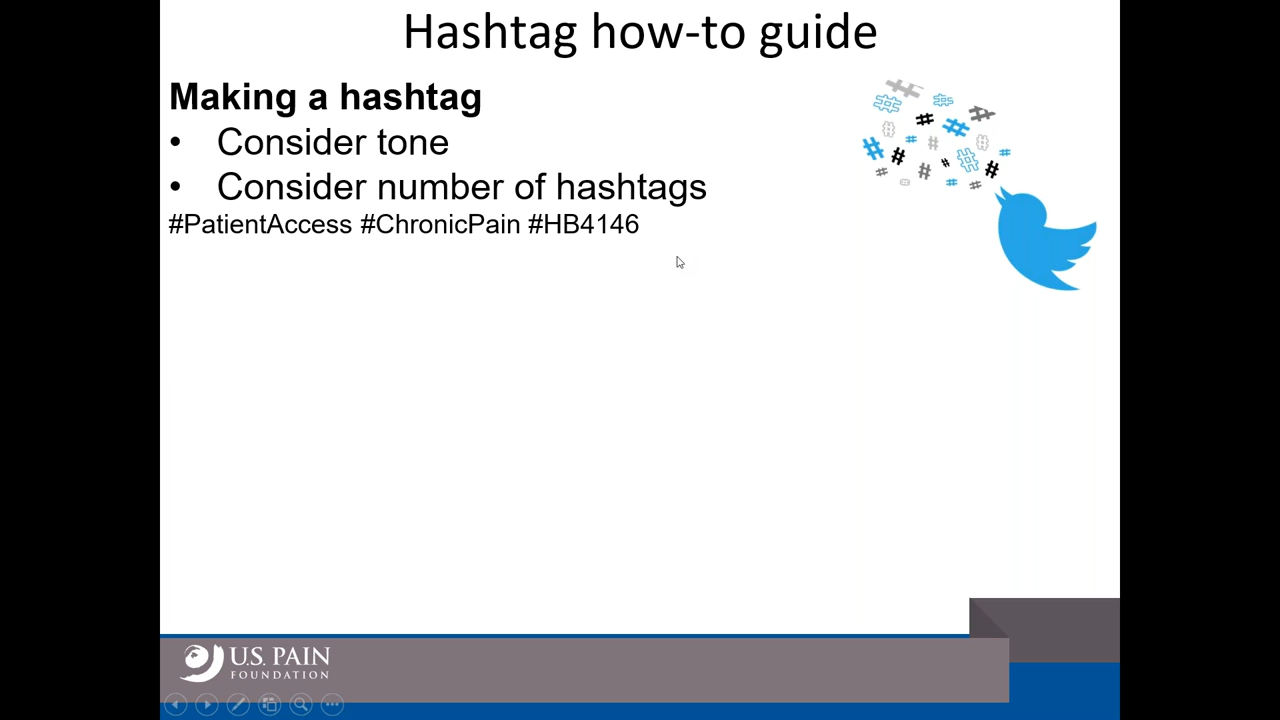 Hashtag how-to guide
Making a hashtag
• Consider tone
• Consider number of hashtags
#PatientAccess #ChronicPain #HB4146
U.S. PAIN
FOUNDATION